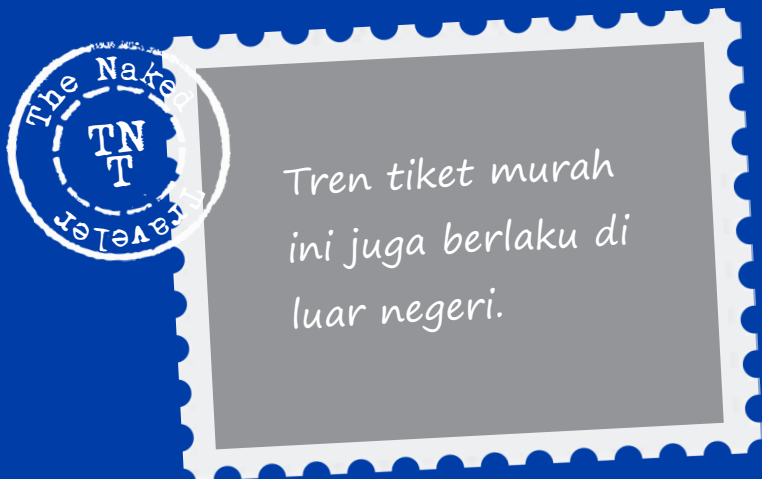 The Naked
TN
T
Traveler
Tren tiket murah
ini juga berlaku di
luar negeri.